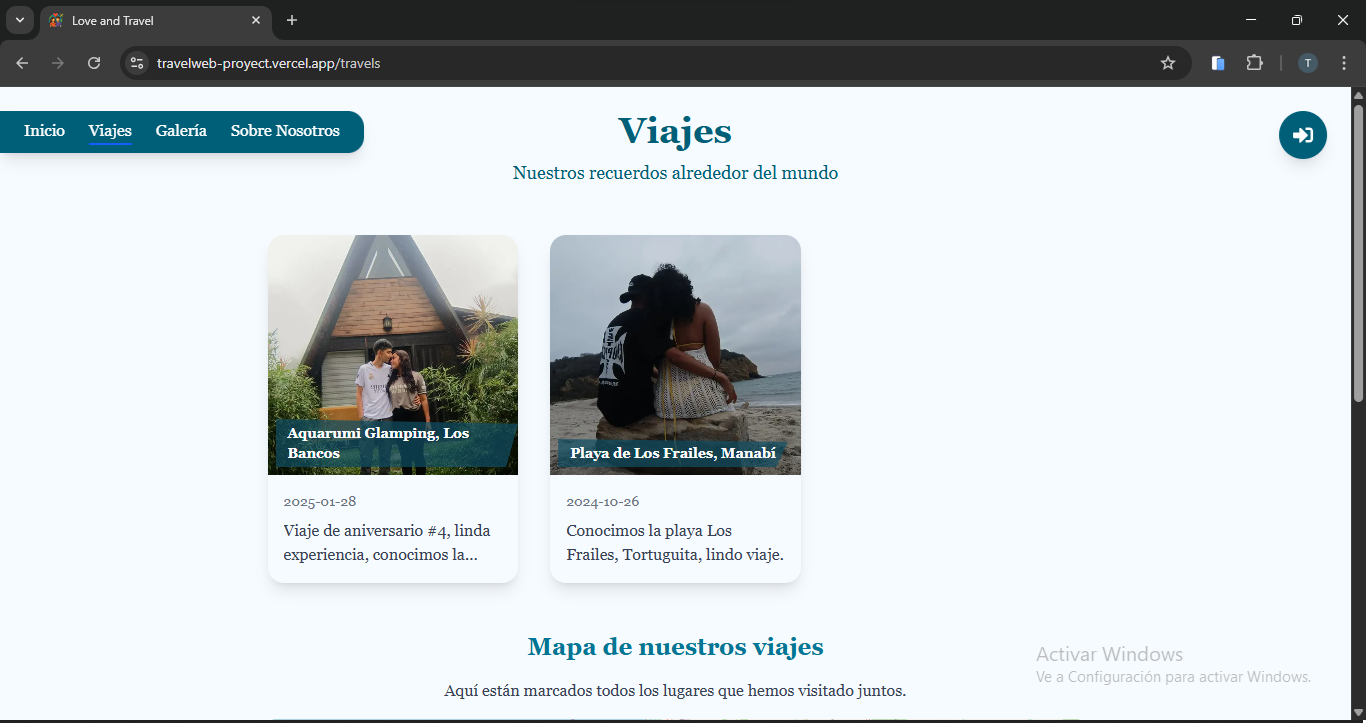 Love and Travel
travelweb-proyect.vercel.app/travels
T
Inicio Viajes Galería Sobre Nosotros
Viajes
Nuestros recuerdos alrededor del mundo
Aquarumi Glamping, Los
Bancos
2025-01-28
Viaje de aniversario #4, linda
experiencia, conocimos la...
Playa de Los Frailes, Manabí
2024-10-26
Conocimos la playa Los
Frailes, Tortuguita, lindo viaje.
Mapa de nuestros viajes
Aquí están marcados todos los lugares que hemos visitado juntos.
Activar Windows
Ve a Configuración para activar Windows.